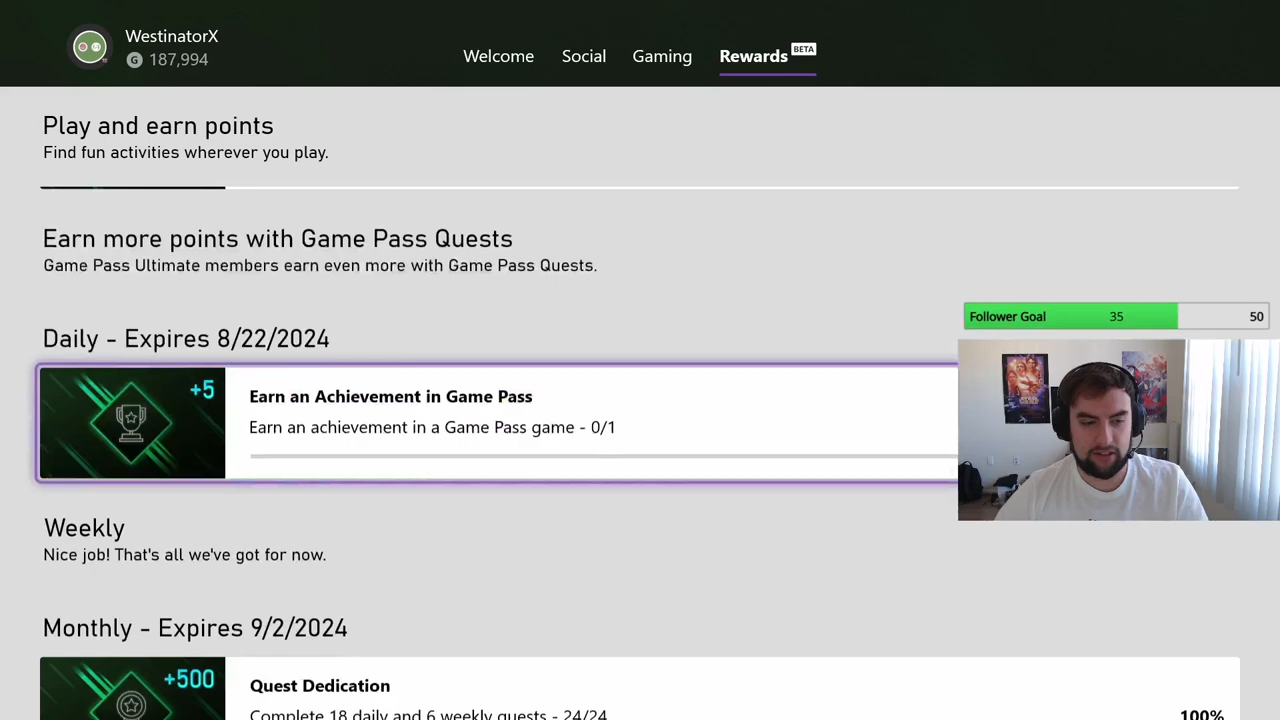 WestinatorX
G 187,994
Welcome
Social
Gaming
Rewards BETA
Play and earn points
Find fun activities wherever you play.
Earn more points with Game Pass Quests
Game Pass Ultimate members earn even more with Game Pass Quests.
Follower Goal 35 50
Daily - Expires 8/22/2024
+5
Earn an Achievement in Game Pass
Earn an achievement in a Game Pass game - 0/1
Weekly
Nice job! That's all we've got for now.
Monthly - Expires 9/2/2024
+500
Quest Dedication
Complete 18 daily and 6 weekly quests - 24/24
100%